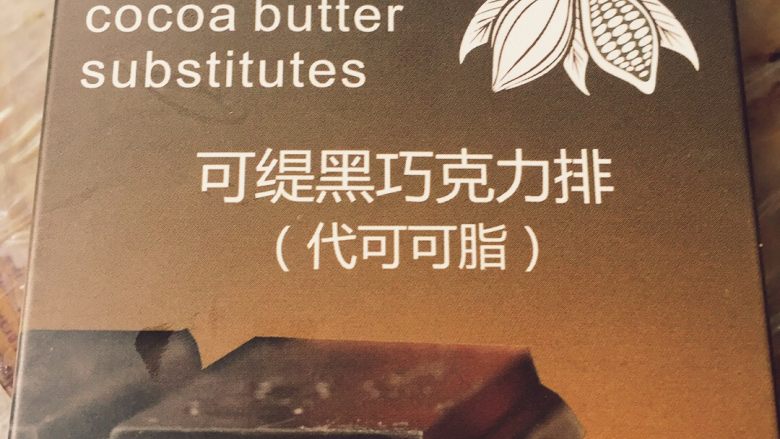 cocoa butter
substitutes
可缇黑巧克力排
（代可可脂）